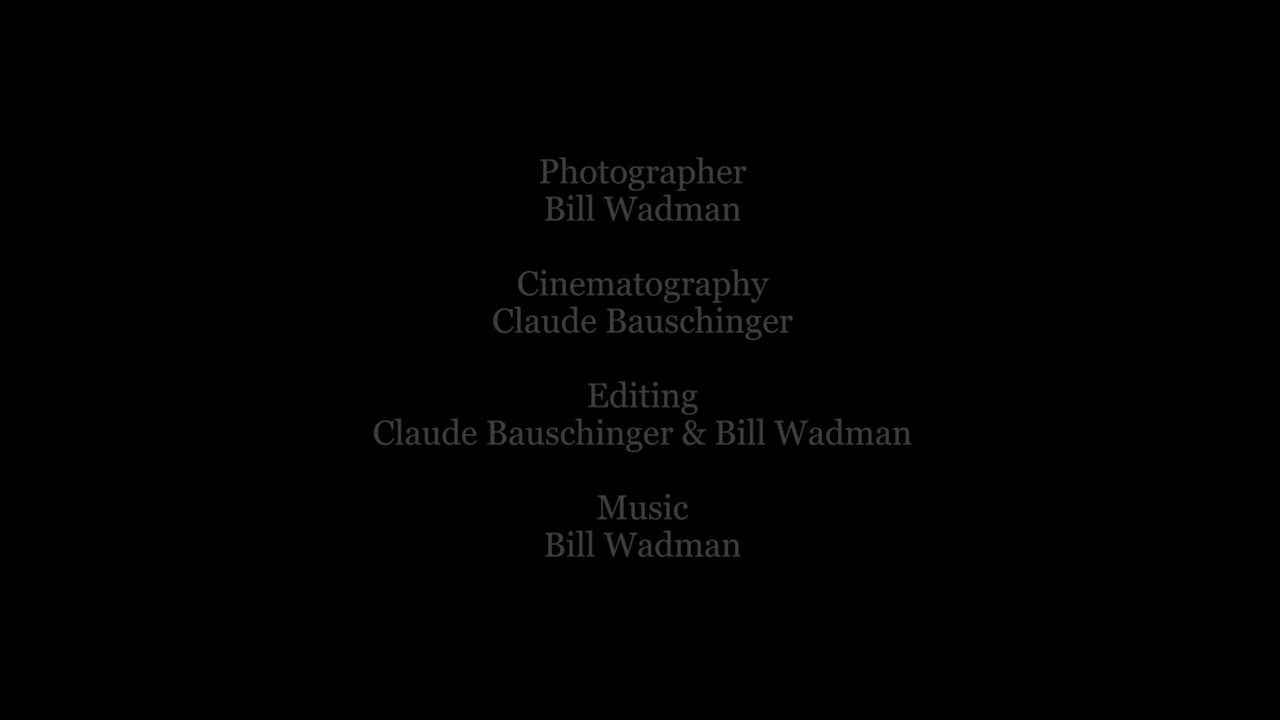 Photographer
Bill Wadman
Cinematography
Claude Bauschinger
Editing
Claude Bauschinger & Bill Wadman
Music
Bill Wadman